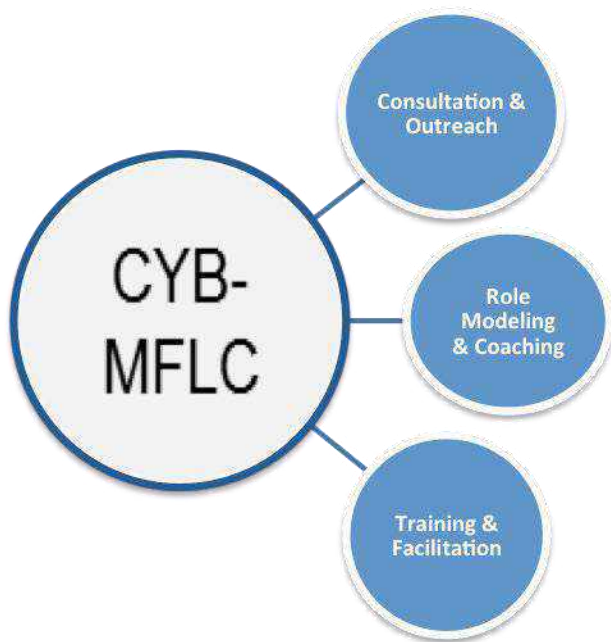 Consultation &
Outreach
CYB-
MFLC
Role
Modeling
& Coaching
Training &
Facilitation